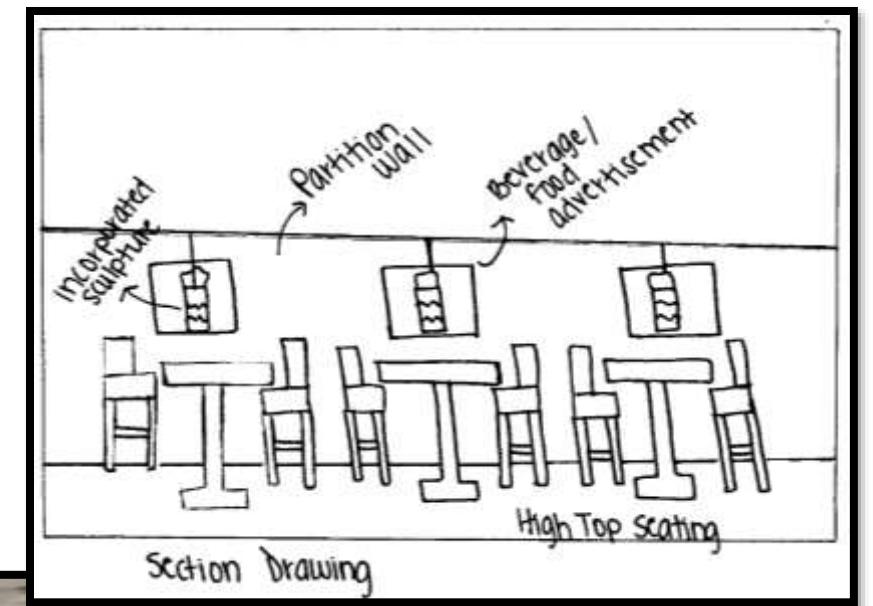 Incorporated
sculpture
Partition
wall
Beverage/
food
advertisement
High Top Seating
Section Drawing